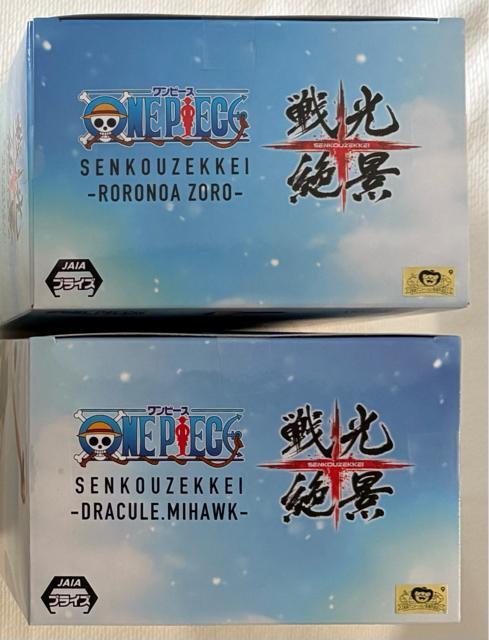 ワンピース
ONE PIECE
SENKOUZEKKEI
-RORONOA ZORO-
戦光
SENKOUZEKKEI
絶景
JAIA
プライズ
ワンピース
ONE PIECE
SENKOUZEKKEI
-DRACULE.MIHAWK-
戦光
SENKOUZEKKEI
絶景
JAIA
プライズ